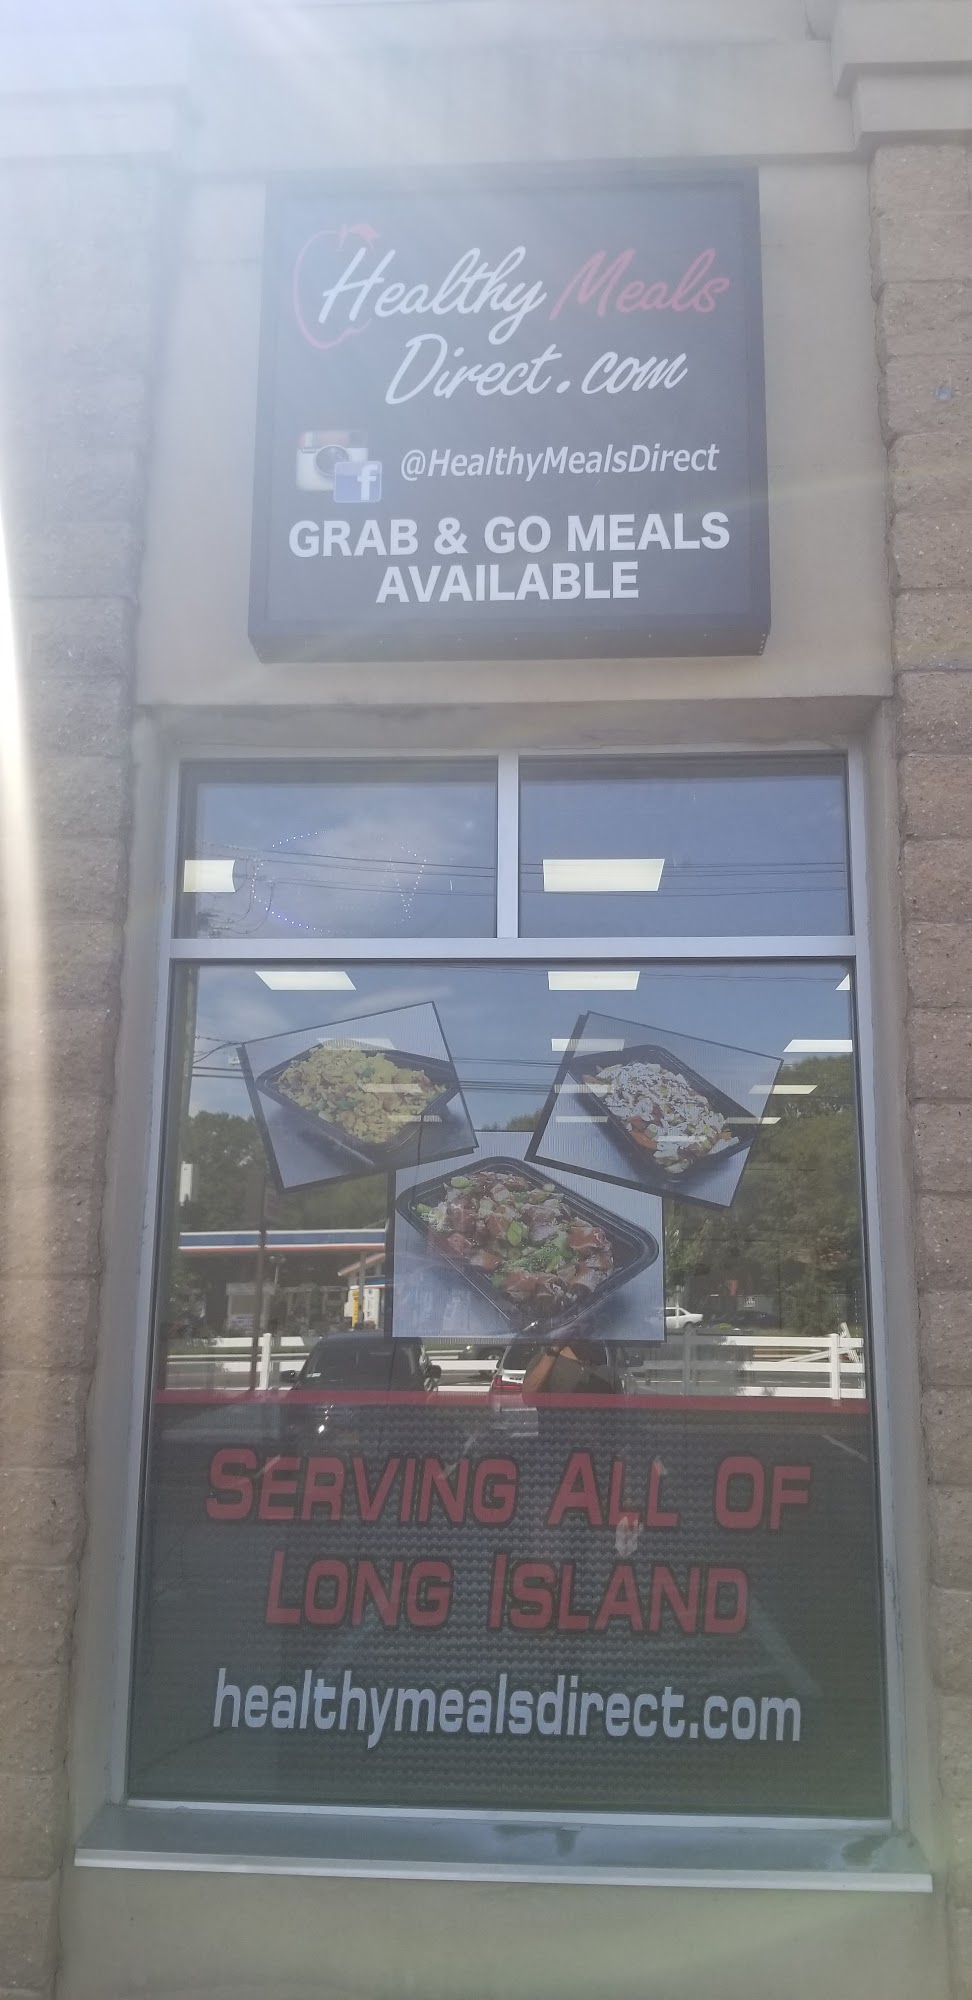 Healthy Meals
Direct.com
f @HealthyMealsDirect
GRAB & GO MEALS
AVAILABLE
SERVING ALL OF
LONG ISLAND
healthymealsdirect.com